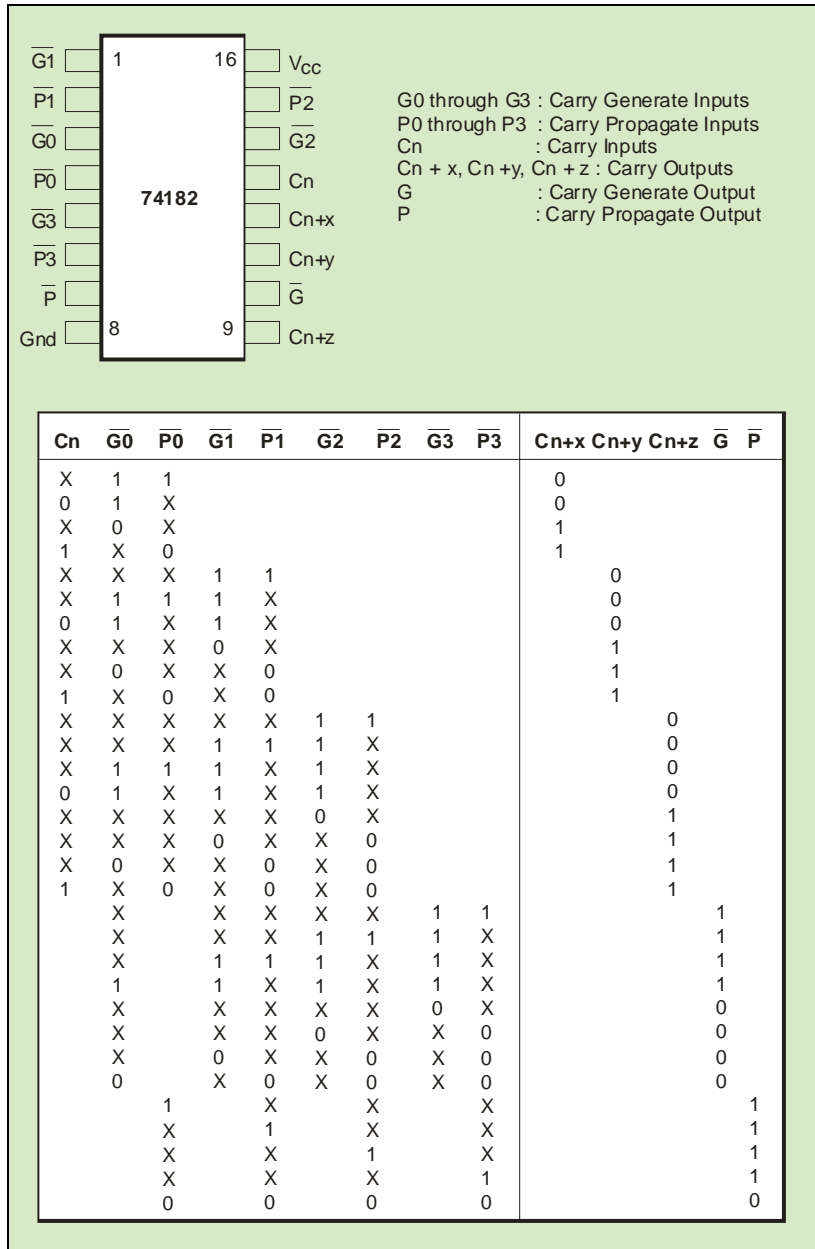 G1 1 16 VCC
P1 P2
G0 G2
P0 Cn
74182
G3 Cn+x
P3 Cn+y
P G
Gnd 8 9 Cn+z
G0 through G3 : Carry Generate Inputs
P0 through P3 : Carry Propagate Inputs
Cn : Carry Inputs
Cn + x, Cn +y, Cn + z : Carry Outputs
G : Carry Generate Output
P : Carry Propagate Output
Cn G0 P0 G1 P1 G2 P2 G3 P3 Cn+x Cn+y Cn+z G P
X 1 1 0
0 1 X 0
X 0 X 1
1 X 0 1
X X X 1 1 0
X 1 1 1 X 0
0 1 X 1 X 0
X X X 0 X 1
X 0 X X 0 1
1 X 0 X 0 1
X X X X X 1 1 0
X X X 1 1 1 X 0
X 1 1 1 X 1 X 0
0 1 X 1 X 1 X 0
X X X X X 0 X 1
X X X 0 X X 0 1
X 0 X X 0 X 0 1
1 X 0 X 0 X 0 1
X X X X X 1 1 1
X X X 1 1 1 X 1
X 1 1 1 X 1 X 1
1 1 X 1 X 1 X 1
X X X X X 0 X 0
X X X 0 X X 0 0
X 0 X X 0 X 0 0
0 X 0 X 0 X 0 0
1 X X X 1
X 1 X X 1
X X 1 X 1
X X X 1 1
0 0 0 0 0